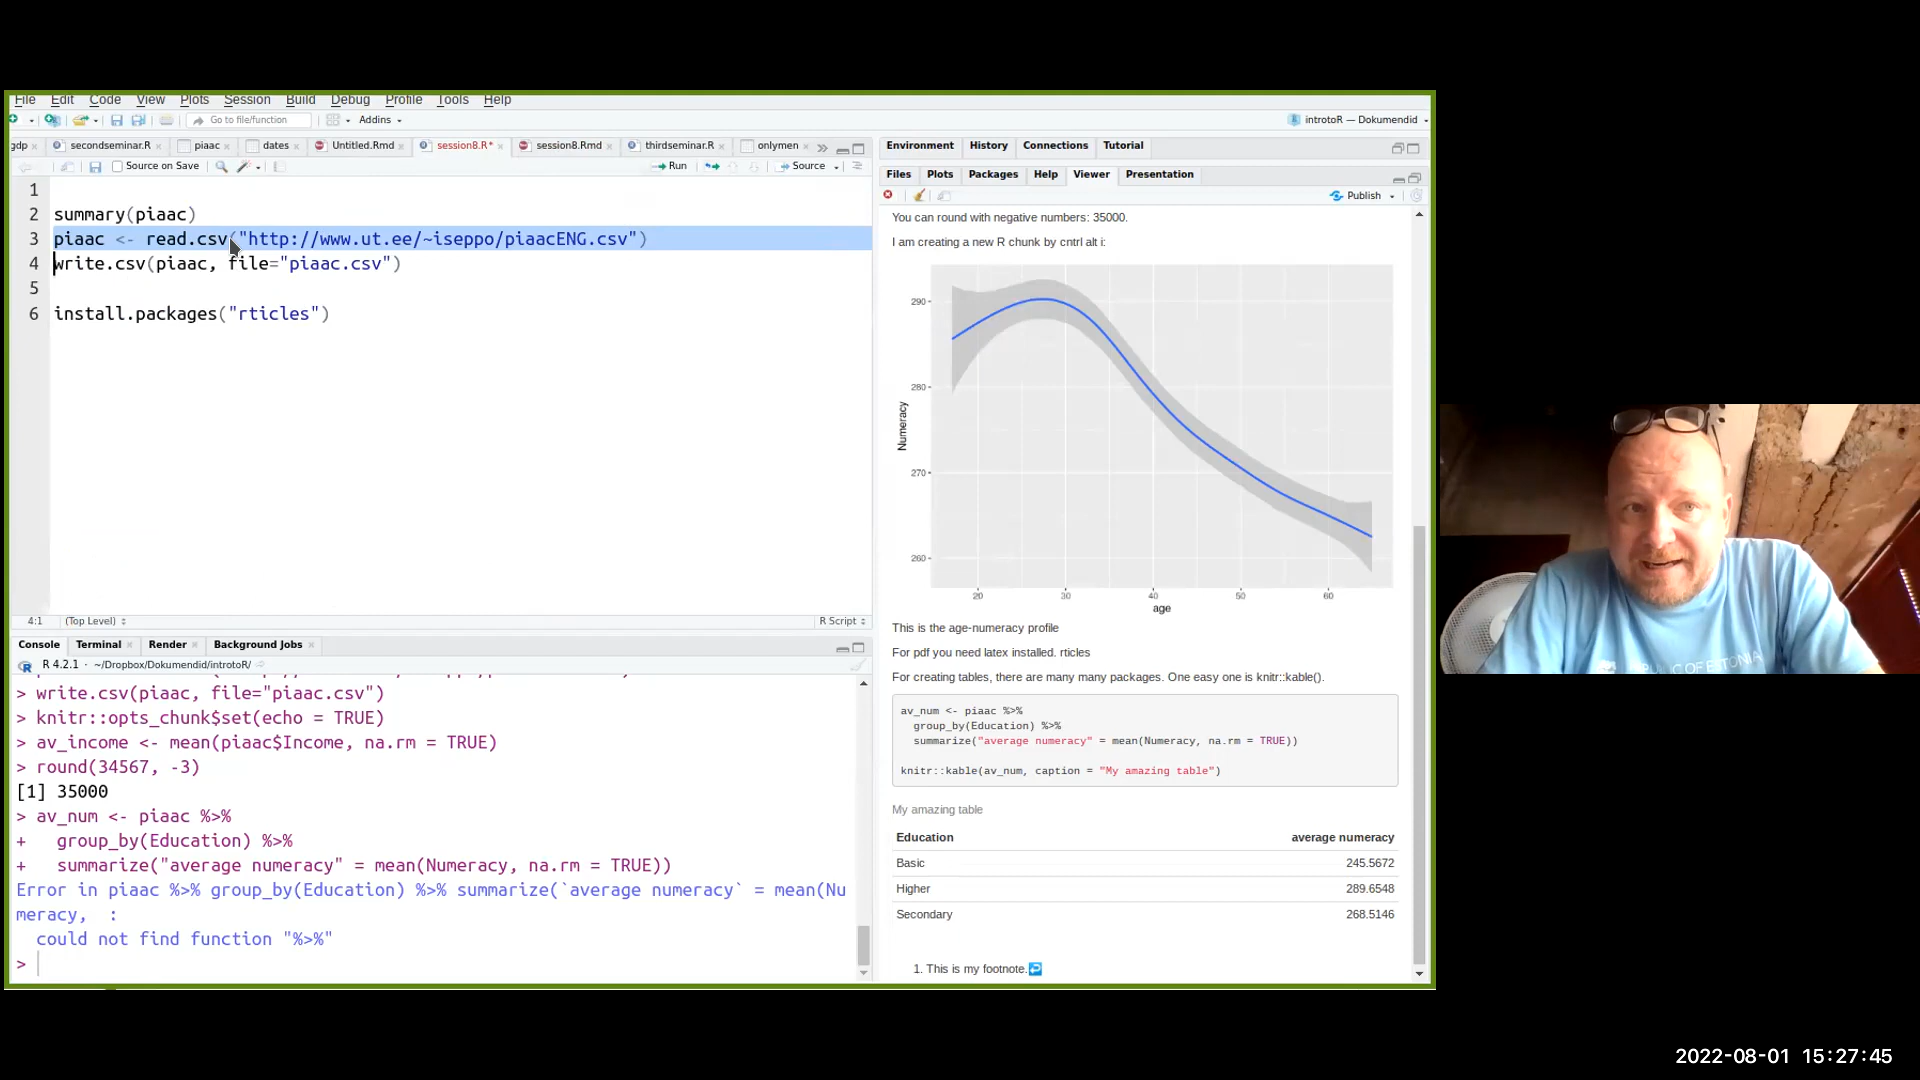 File Edit Code View Plots Session Build Debug Profile Tools Help
Go to file/function Addins introtoR — Dokumendid
gdp secondseminar.R piaac dates Untitled.Rmd session8.R* session8.Rmd thirdseminar.R onlymen
Source on Save Run Source
1
2 summary(piaac)
3 piaac <- read.csv("http://www.ut.ee/~iseppo/piaacENG.csv")
4 write.csv(piaac, file="piaac.csv")
5
6 install.packages("rticles")
4:1 (Top Level) R Script
Console Terminal Render Background Jobs
R 4.2.1 · ~/Dropbox/Dokumendid/introtoR/
> write.csv(piaac, file="piaac.csv")
> knitr::opts_chunk$set(echo = TRUE)
> av_income <- mean(piaac$Income, na.rm = TRUE)
> round(34567, -3)
[1] 35000
> av_num <- piaac %>%
+ group_by(Education) %>%
+ summarize("average numeracy" = mean(Numeracy, na.rm = TRUE))
Error in piaac %>% group_by(Education) %>% summarize(`average numeracy` = mean(Nu
meracy, :
could not find function "%>%"
>
Environment History Connections Tutorial
Files Plots Packages Help Viewer Presentation
Publish
You can round with negative numbers: 35000.
I am creating a new R chunk by cntrl alt i:
290
280
270
260
Numeracy
20 30 40 50 60
age
This is the age-numeracy profile
For pdf you need latex installed. rticles
For creating tables, there are many many packages. One easy one is knitr::kable().
av_num <- piaac %>%
group_by(Education) %>%
summarize("average numeracy" = mean(Numeracy, na.rm = TRUE))
knitr::kable(av_num, caption = "My amazing table")
My amazing table
Education average numeracy
Basic 245.5672
Higher 289.6548
Secondary 268.5146
1. This is my footnote.
OF ESTONIA
2022-08-01 15:27:45